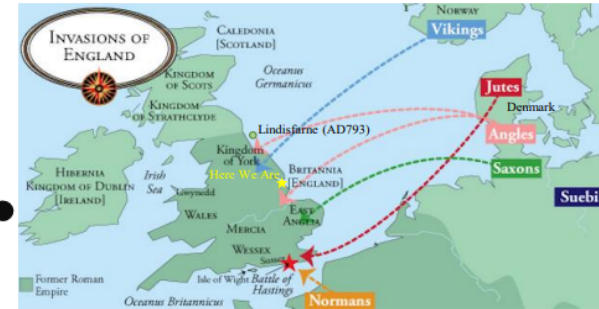 INVASIONS OF
ENGLAND
CALEDONIA
[SCOTLAND]
NORWAY
Vikings
Oceanus
Germanicus
KINGDOM
OF SCOTS
KINGDOM
OF STRATHCLYDE
Jutes
Denmark
Lindisfarne (AD793)
Angles
Kingdom
of York
Here We Are
HIBERNIA
KINGDOM OF DUBLIN
[IRELAND]
Irish
Sea
BRITANNIA
[ENGLAND]
Saxons
Gwynedd
Suebi
WALES
EAST
ANGLIA
MERCIA
WESSEX
Sussex
Former Roman
Empire
Isle of Wight
Battle of
Hastings
Normans
Oceanus Britannicus